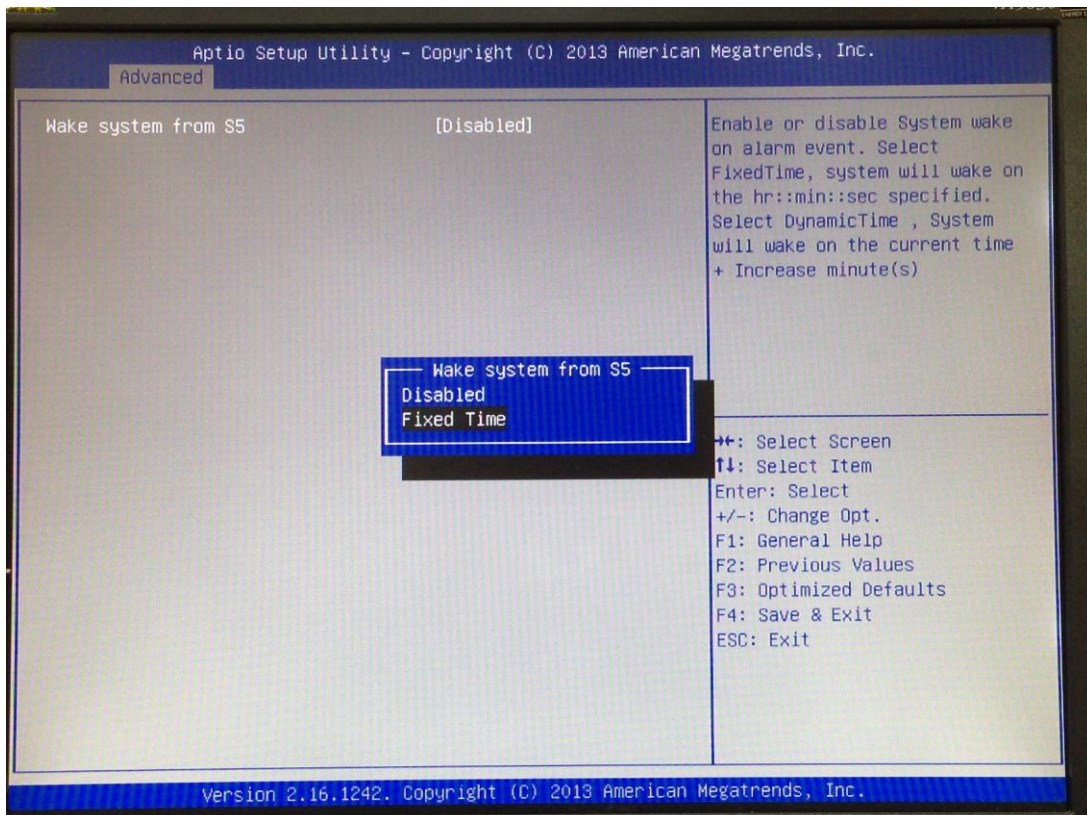 Aptio Setup Utility - Copyright (C) 2013 American Megatrends, Inc.
Advanced
Wake system from S5 [Disabled]
Enable or disable System wake
on alarm event. Select
FixedTime, system will wake on
the hr::min::sec specified.
Select DynamicTime , System
will wake on the current time
+ Increase minute(s)
Wake system from S5
Disabled
Fixed Time
→←: Select Screen
↑↓: Select Item
Enter: Select
+/-: Change Opt.
F1: General Help
F2: Previous Values
F3: Optimized Defaults
F4: Save & Exit
ESC: Exit
Version 2.16.1242. Copyright (C) 2013 American Megatrends, Inc.